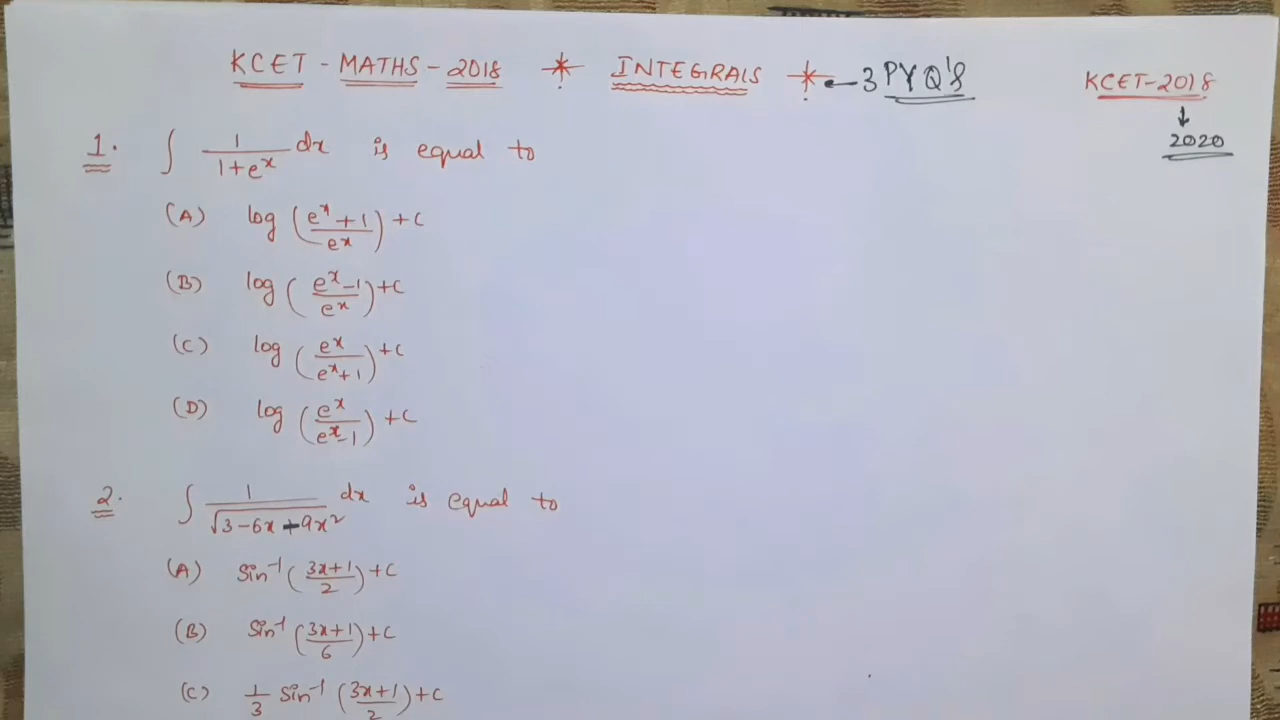 KCET - MATHS - 2018 * INTEGRALS * ← 3 PYQ'S
KCET-2018
↓
2020
1. ∫ 1/(1+e^x) dx is equal to
(A) log ((e^x+1)/e^x) + C
(B) log ((e^x-1)/e^x) + C
(C) log (e^x/(e^x+1)) + C
(D) log (e^x/(e^x-1)) + C
2. ∫ 1/√(3-6x-9x²) dx is equal to
(A) Sin⁻¹ ((3x+1)/2) + C
(B) Sin⁻¹ ((3x+1)/6) + C
(C) 1/3 Sin⁻¹ ((3x+1)/2) + C